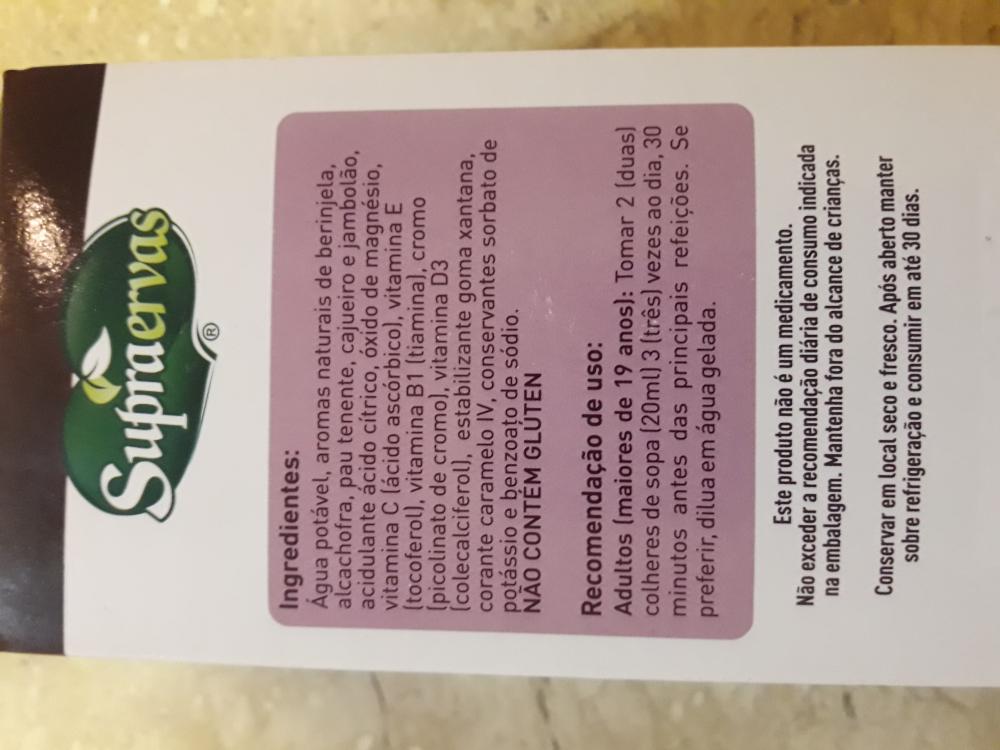 Supraervas
®
Ingredientes:
Água potável, aromas naturais de berinjela,
alcachofra, pau tenente, cajueiro e jambolão,
acidulante ácido cítrico, óxido de magnésio,
vitamina C (ácido ascórbico), vitamina E
(tocoferol), vitamina B1 (tiamina), cromo
(picolinato de cromo), vitamina D3
(colecalciferol), estabilizante goma xantana,
corante caramelo IV, conservantes sorbato de
potássio e benzoato de sódio.
NÃO CONTÉM GLÚTEN
Recomendação de uso:
Adultos (maiores de 19 anos): Tomar 2 (duas)
colheres de sopa (20ml) 3 (três) vezes ao dia, 30
minutos antes das principais refeições. Se
preferir, dilua em água gelada.
Este produto não é um medicamento.
Não exceder a recomendação diária de consumo indicada
na embalagem. Mantenha fora do alcance de crianças.
Conservar em local seco e fresco. Após aberto manter
sobre refrigeração e consumir em até 30 dias.